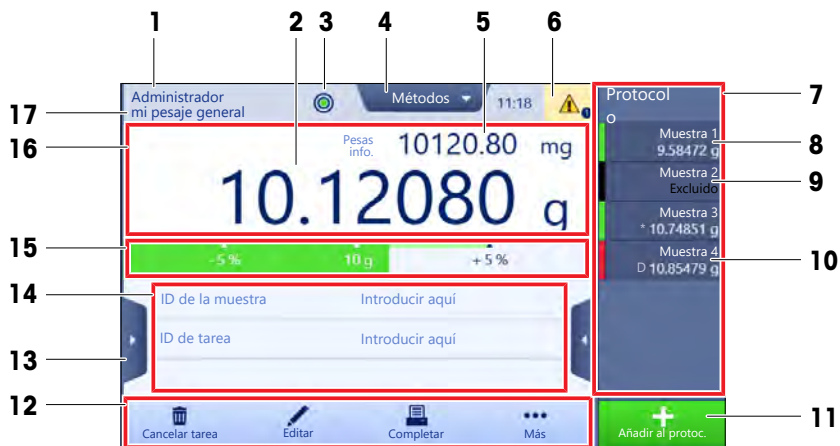 1 2 3 4 5 6
Administrador
mi pesaje general
Métodos
11:18
Protocol
o
7
17
16
Pesas
info.
10120.80 mg
10.12080 g
Muestra 1
9.58472 g
8
Muestra 2
Excluido
9
Muestra 3
* 10.74851 g
Muestra 4
D 10.85479 g
10
15
-5 % 10 g +5 %
14
ID de la muestra Introducir aquí
ID de tarea Introducir aquí
13
12
Cancelar tarea Editar Completar Más
Añadir al protoc.
11